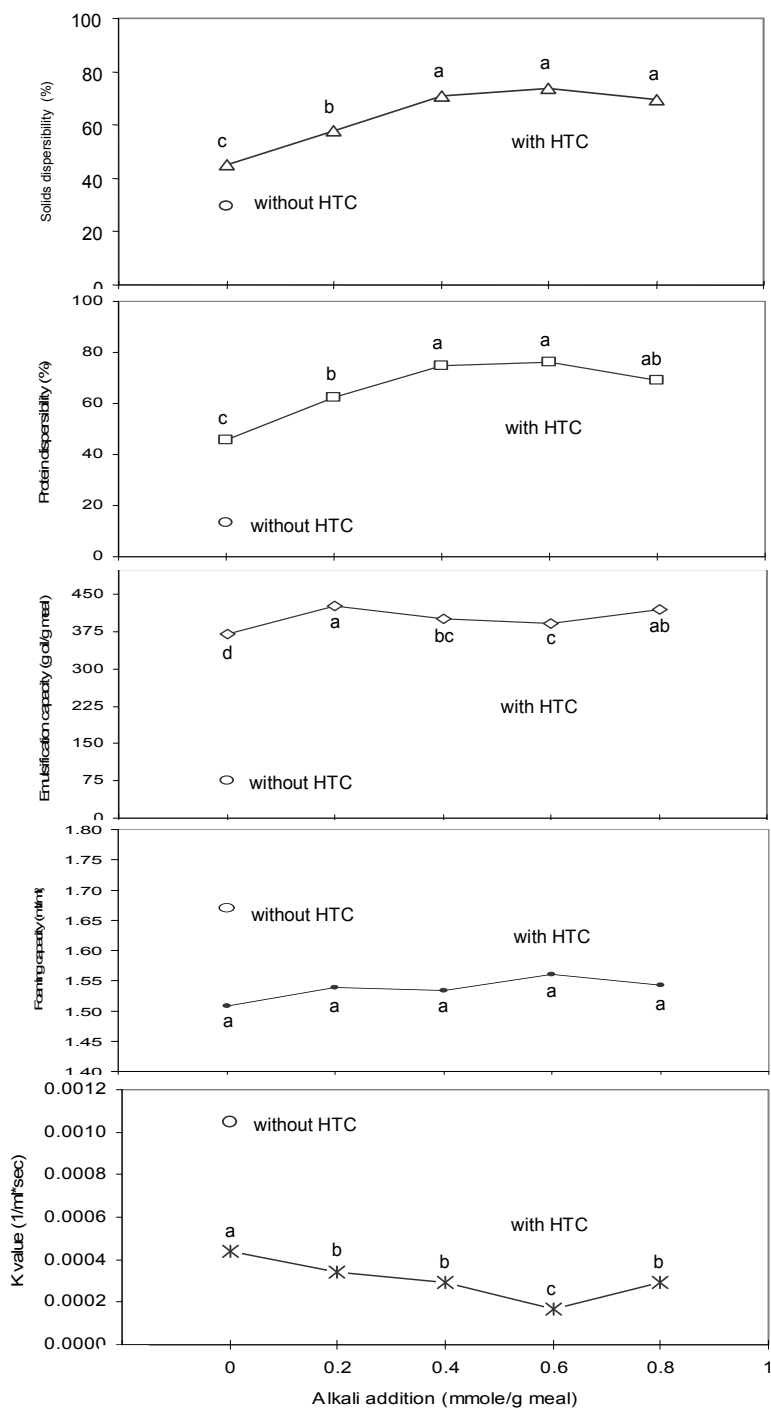 100
80
60
40
20
0
Solids dispersibility (%)
c
b
a
a
a
with HTC
without HTC
100
80
60
40
20
0
Protein dispersibility (%)
c
b
a
a
ab
with HTC
without HTC
450
375
300
225
150
75
0
Emulsification capacity (g oil/g meal)
d
a
bc
c
ab
with HTC
without HTC
1.80
1.75
1.70
1.65
1.60
1.55
1.50
1.45
1.40
Foaming capacity (ml/ml)
without HTC
with HTC
a
a
a
a
a
0.0012
0.0010
0.0008
0.0006
0.0004
0.0002
0.0000
K value (1/ml*sec)
without HTC
with HTC
a
b
b
c
b
0 0.2 0.4 0.6 0.8 1
Alkali addition (mmole/g meal)